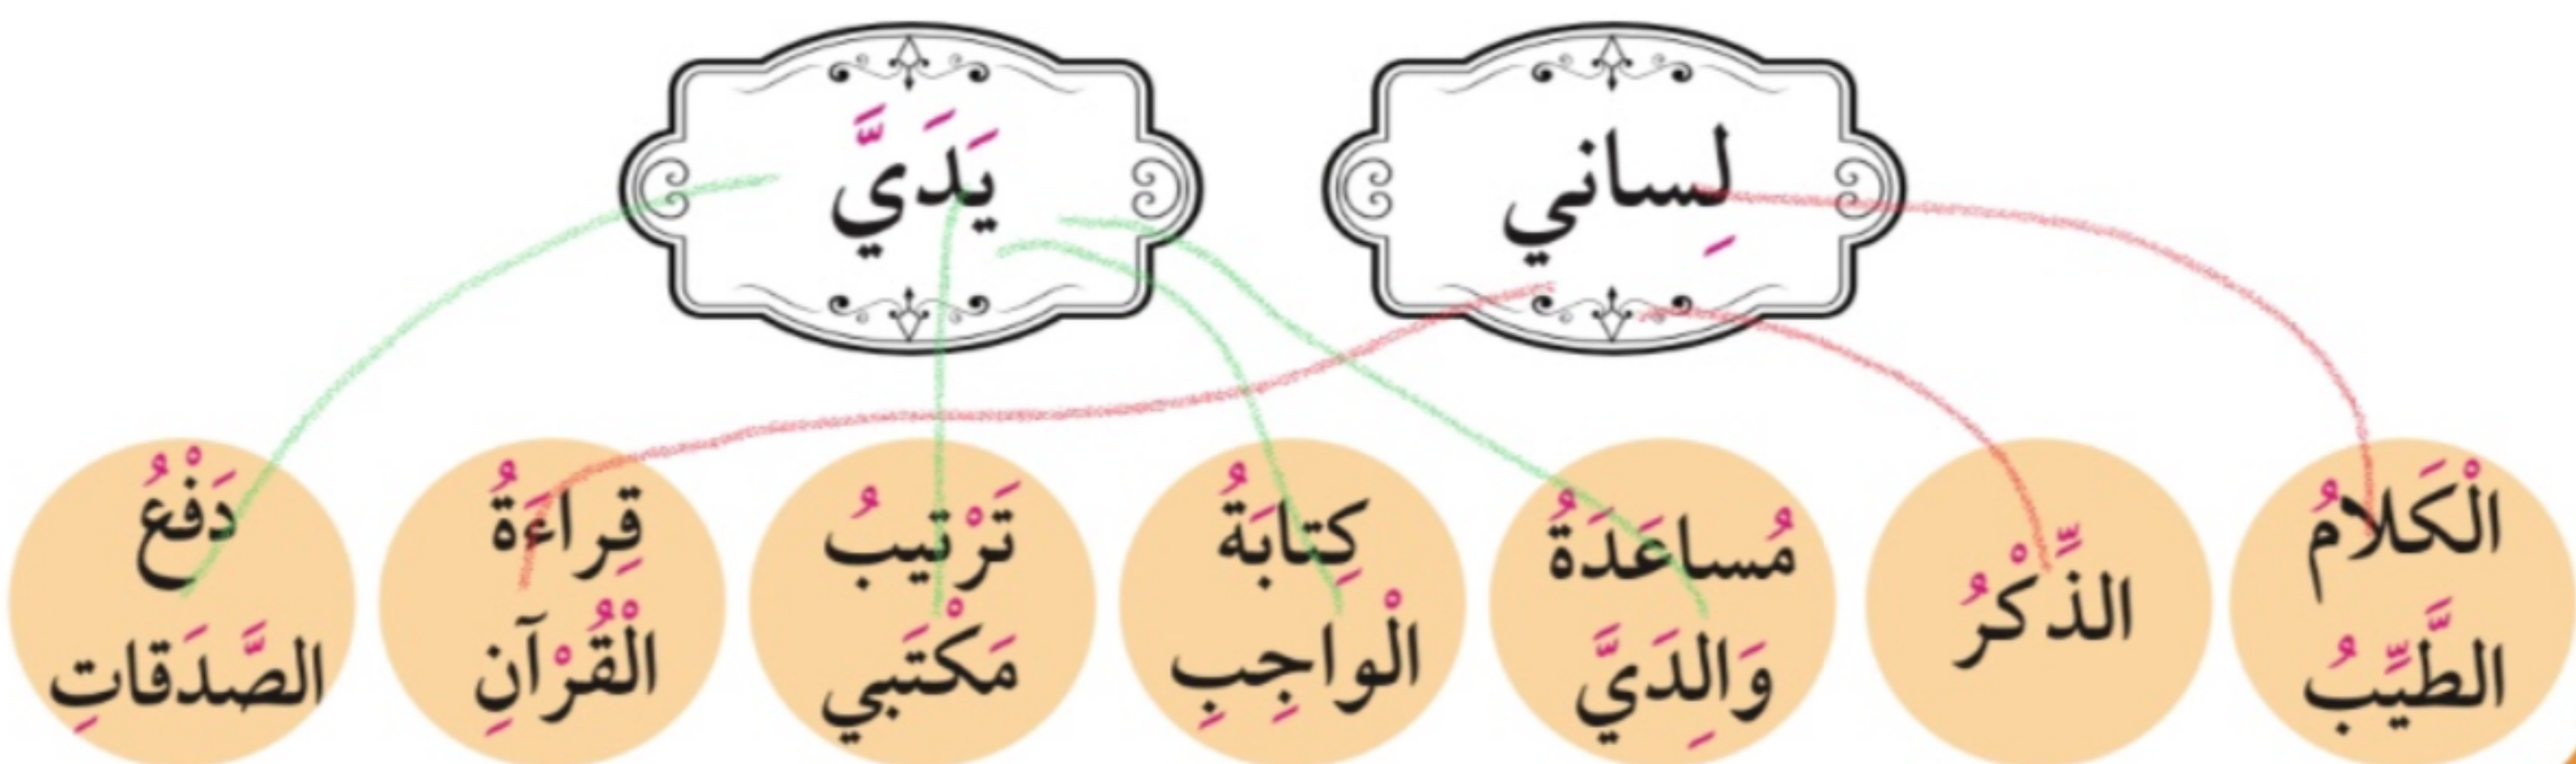 لِساني
يَدَيَّ
الْكَلامُ
الطَّيِّبُ
الذِّكْرُ
مُساعَدَةُ
وَالِدَيَّ
كِتابَةُ
الْواجِبِ
تَرْتيبُ
مَكْتَبي
قِراءَةُ
الْقُرْآنِ
دَفْعُ
الصَّدَقاتِ